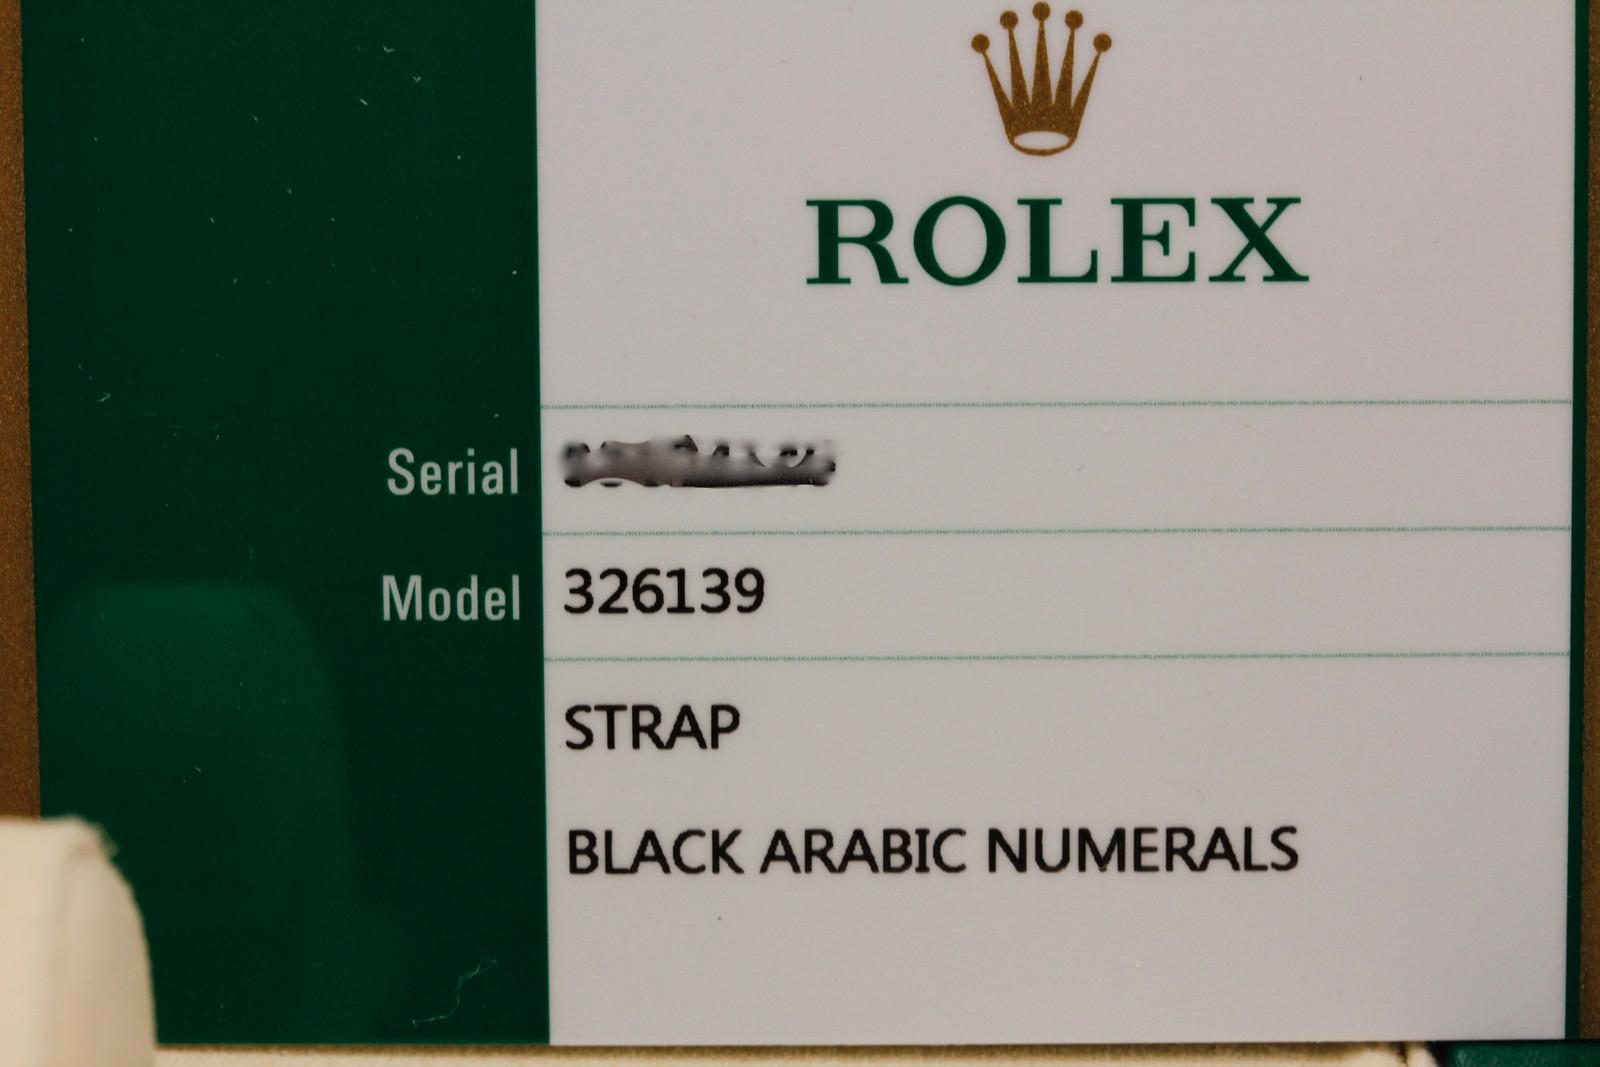 ROLEX
Serial
Model 326139
STRAP
BLACK ARABIC NUMERALS